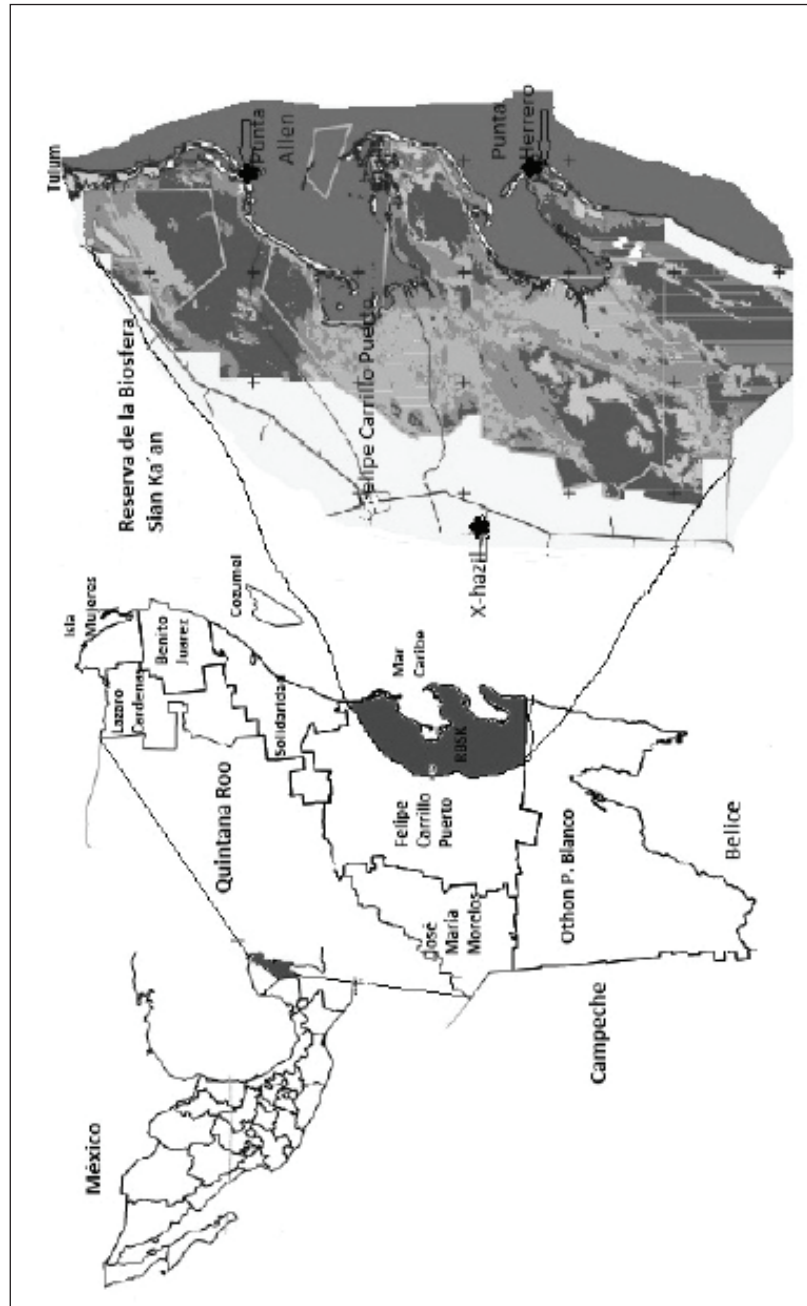 México
Quintana Roo
Campeche
Lazaro
Cardenas
Isla
Mujeres
Benito
Juarez
Solidaridad
Cozumel
Felipe
Carrillo
Puerto
José
Maria
Morelos
RBSK
Mar
Caribe
Othon P. Blanco
Belice
Reserva de la Biosfera
Sian Ka´an
Tulum
Punta
Allen
Felipe Carrillo Puerto
X-hazil
Punta
Herrero